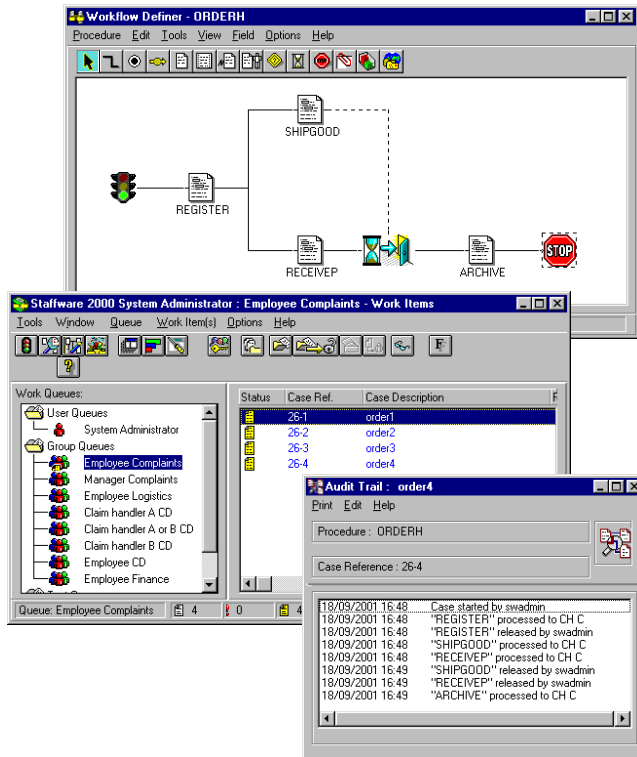 Workflow Definer - ORDERH
Procedure Edit Tools View Field Options Help
SHIPGOOD
REGISTER
RECEIVEP
ARCHIVE
STOP
Staffware 2000 System Administrator : Employee Complaints - Work Items
Tools Window Queue Work Item(s) Options Help
F
?
Work Queues:
User Queues
System Administrator
Group Queues
Employee Complaints
Manager Complaints
Employee Logistics
Claim handler A CD
Claim handler A or B CD
Claim handler B CD
Employee CD
Employee Finance
Status Case Ref. Case Description
26-1 order1
26-2 order2
26-3 order3
26-4 order4
Queue: Employee Complaints 4 ! 0 4
Audit Trail : order4
Print Edit Help
Procedure : ORDERH
Case Reference : 26-4
18/09/2001 16:48 Case started by swadmin
18/09/2001 16:48 "REGISTER" processed to CH C
18/09/2001 16:48 "REGISTER" released by swadmin
18/09/2001 16:48 "SHIPGOOD" processed to CH C
18/09/2001 16:48 "RECEIVEP" processed to CH C
18/09/2001 16:49 "SHIPGOOD" released by swadmin
18/09/2001 16:49 "RECEIVEP" released by swadmin
18/09/2001 16:49 "ARCHIVE" processed to CH C